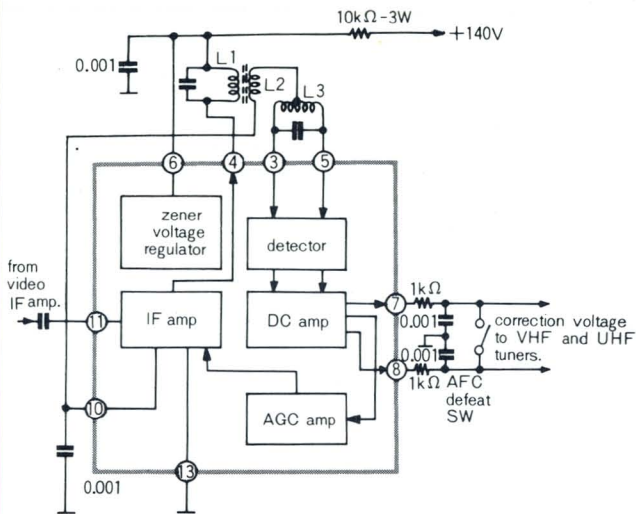 10kΩ-3W
+140V
0.001
L1
L2
L3
6
4
3
5
zener
voltage
regulator
detector
from
video
IF amp.
11
IF amp
DC amp
7
1kΩ
0.001
correction voltage
to VHF and UHF
tuners.
0.001
8
1kΩ
AFC
defeat
SW
10
AGC amp
0.001
13